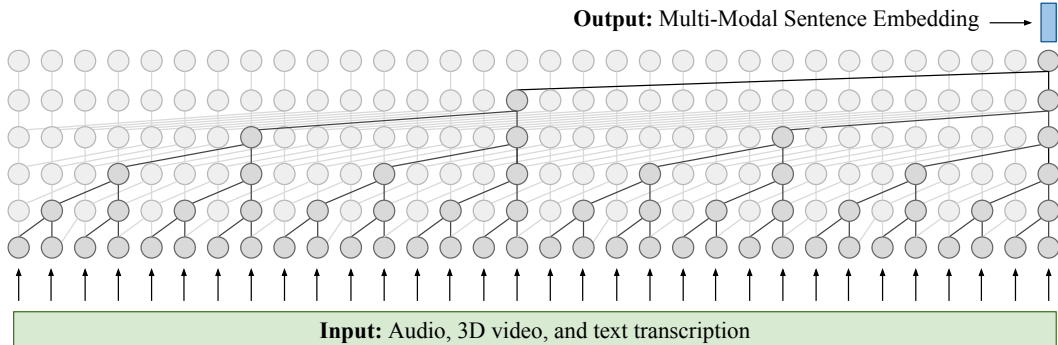 Output: Multi-Modal Sentence Embedding
Input: Audio, 3D video, and text transcription